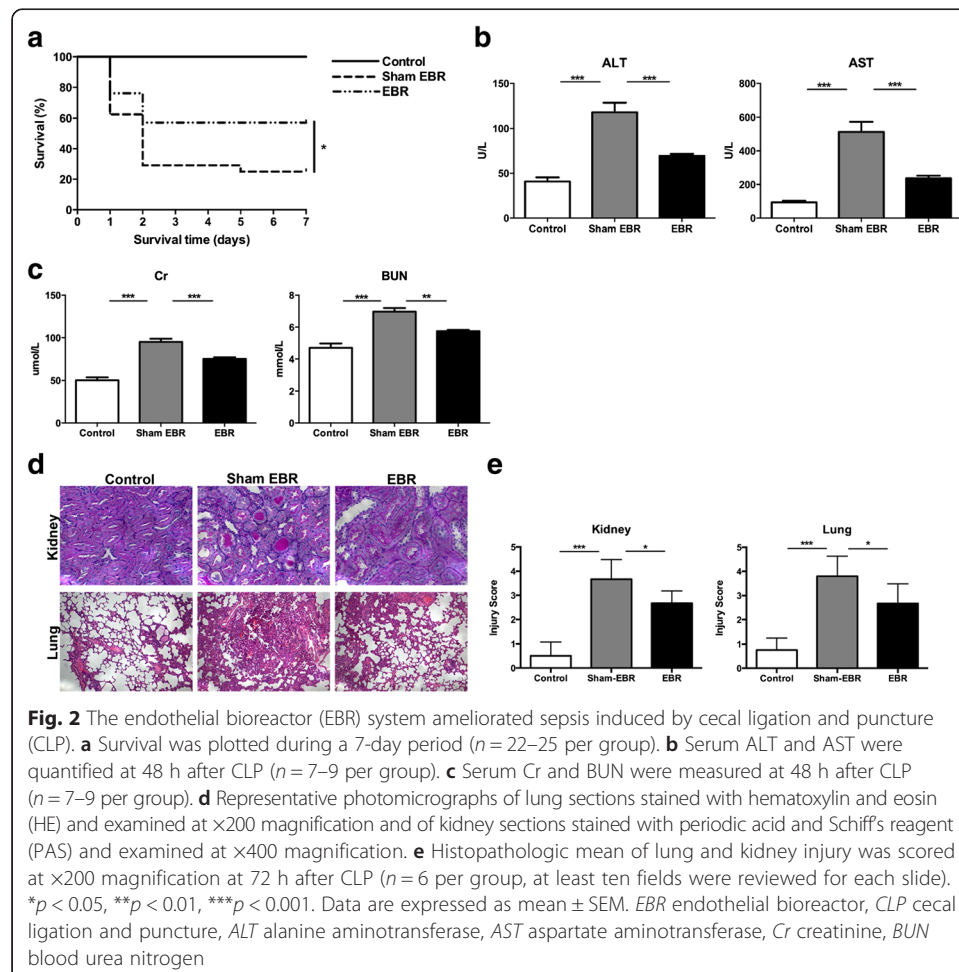 a
100
80
60
40
20
0
Survival (%)
0 1 2 3 4 5 6 7
Survival time (days)
Control
Sham EBR
EBR
*
b
ALT
*** ***
150
100
50
0
U/L
Control Sham EBR EBR
AST
*** ***
800
600
400
200
0
U/L
Control Sham EBR EBR
c
Cr
*** ***
150
100
50
0
umol/L
Control Sham EBR EBR
BUN
*** **
8
6
4
2
0
mmol/L
Control Sham EBR EBR
d
Control Sham EBR EBR
Kidney
Lung
e
Kidney
*** *
5
4
3
2
1
0
Injury Score
Control Sham-EBR EBR
Lung
*** *
5
4
3
2
1
0
Injury Score
Control Sham-EBR EBR
Fig. 2 The endothelial bioreactor (EBR) system ameliorated sepsis induced by cecal ligation and puncture
(CLP). a Survival was plotted during a 7-day period (n = 22–25 per group). b Serum ALT and AST were
quantified at 48 h after CLP (n = 7–9 per group). c Serum Cr and BUN were measured at 48 h after CLP
(n = 7–9 per group). d Representative photomicrographs of lung sections stained with hematoxylin and eosin
(HE) and examined at ×200 magnification and of kidney sections stained with periodic acid and Schiff's reagent
(PAS) and examined at ×400 magnification. e Histopathologic mean of lung and kidney injury was scored
at ×200 magnification at 72 h after CLP (n = 6 per group, at least ten fields were reviewed for each slide).
*p < 0.05, **p < 0.01, ***p < 0.001. Data are expressed as mean ± SEM. EBR endothelial bioreactor, CLP cecal
ligation and puncture, ALT alanine aminotransferase, AST aspartate aminotransferase, Cr creatinine, BUN
blood urea nitrogen